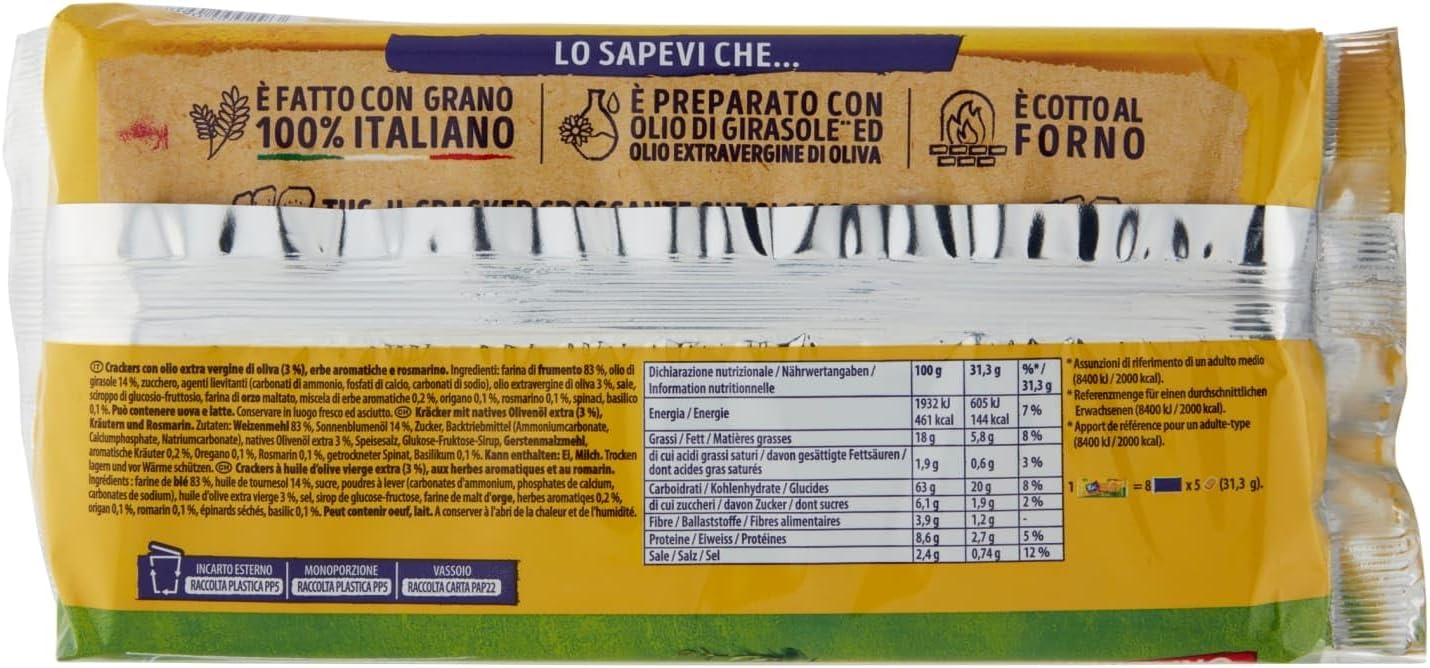 LO SAPEVI CHE...
È FATTO CON GRANO
100% ITALIANO
È PREPARATO CON
OLIO DI GIRASOLE** ED
OLIO EXTRAVERGINE DI OLIVA
È COTTO AL
FORNO
IT Crackers con olio extra vergine di oliva (3 %), erbe aromatiche e rosmarino. Ingredienti: farina di frumento 83 %, olio di
girasole 14 %, zucchero, agenti lievitanti (carbonati di ammonio, fosfati di calcio, carbonati di sodio), olio extravergine di oliva 3 %, sale,
sciroppo di glucosio-fruttosio, farina di orzo maltato, miscela di erbe aromatiche 0,2 %, origano 0,1 %, rosmarino 0,1 %, spinaci, basilico
0,1 %. Può contenere uova e latte. Conservare in luogo fresco ed asciutto. CH Kräcker mit natives Olivenöl extra (3 %),
Kräutern und Rosmarin. Zutaten: Weizenmehl 83 %, Sonnenblumenöl 14 %, Zucker, Backtriebmittel (Ammoniumcarbonate,
Calciumphosphate, Natriumcarbonate), natives Olivenöl extra 3 %, Speisesalz, Glukose-Fruktose-Sirup, Gerstenmalzmehl,
aromatische Kräuter 0,2 %, Oregano 0,1 %, Rosmarin 0,1 %, getrockneter Spinat, Basilikum 0,1 %. Kann enthalten: Ei, Milch. Trocken
lagern und vor Wärme schützen. CH Crackers à huile d'olive vierge extra (3 %), aux herbes aromatiques et au romarin.
Ingrédients : farine de blé 83 %, huile de tournesol 14 %, sucre, poudres à lever (carbonates d'ammonium, phosphates de calcium,
carbonates de sodium), huile d'olive extra vierge 3 %, sel, sirop de glucose-fructose, farine de malt d'orge, herbes aromatiqes 0,2 %,
origan 0,1 %, romarin 0,1 %, épinards séchés, basilic 0,1 %. Peut contenir oeuf, lait. A conserver à l'abri de la chaleur et de l'humidité.
Dichiarazione nutrizionale / Nährwertangaben / Information nutritionnelle 100 g 31,3 g %*/ 31,3 g
Energia / Energie 1932 kJ 461 kcal 605 kJ 144 kcal 7 %
Grassi / Fett / Matières grasses 18 g 5,8 g 8 %
di cui acidi grassi saturi / davon gesättigte Fettsäuren / dont acides gras saturés 1,9 g 0,6 g 3 %
Carboidrati / Kohlenhydrate / Glucides 63 g 20 g 8 %
di cui zuccheri / davon Zucker / dont sucres 6,1 g 1,9 g 2 %
Fibre / Ballaststoffe / Fibres alimentaires 3,9 g 1,2 g -
Proteine / Eiweiss / Protéines 8,6 g 2,7 g 5 %
Sale / Salz / Sel 2,4 g 0,74 g 12 %
* Assunzioni di riferimento di un adulto medio
(8400 kJ / 2000 kcal).
* Referenzmenge für einen durchschnittlichen
Erwachsenen (8400 kJ / 2000 kcal).
* Apport de référence pour un adulte-type
(8400 kJ / 2000 kcal).
1 = 8 x 5 (31,3 g).
INCARTO ESTERNO
RACCOLTA PLASTICA PP5
MONOPORZIONE
RACCOLTA PLASTICA PP5
VASSOIO
RACCOLTA CARTA PAP22